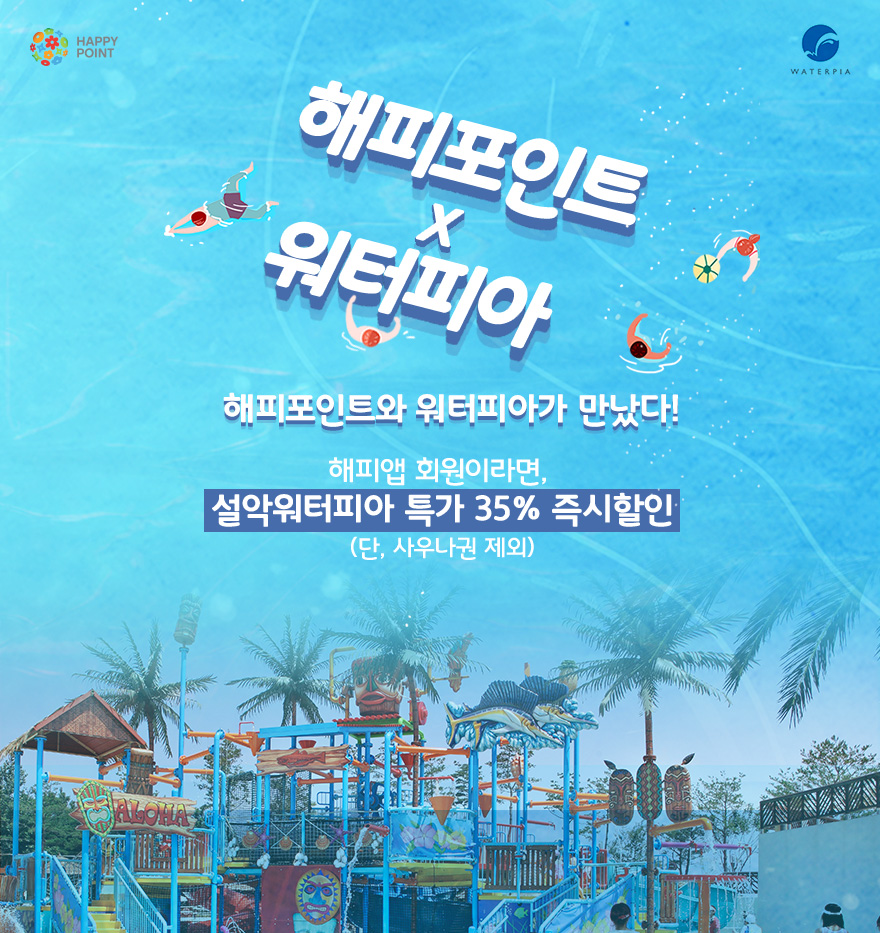 HAPPY
POINT
WATERPIA
해피포인트
X
워터피아
해피포인트와 워터피아가 만났다!
해피앱 회원이라면,
설악워터피아 특가 35% 즉시할인
(단, 사우나권 제외)
ALOHA